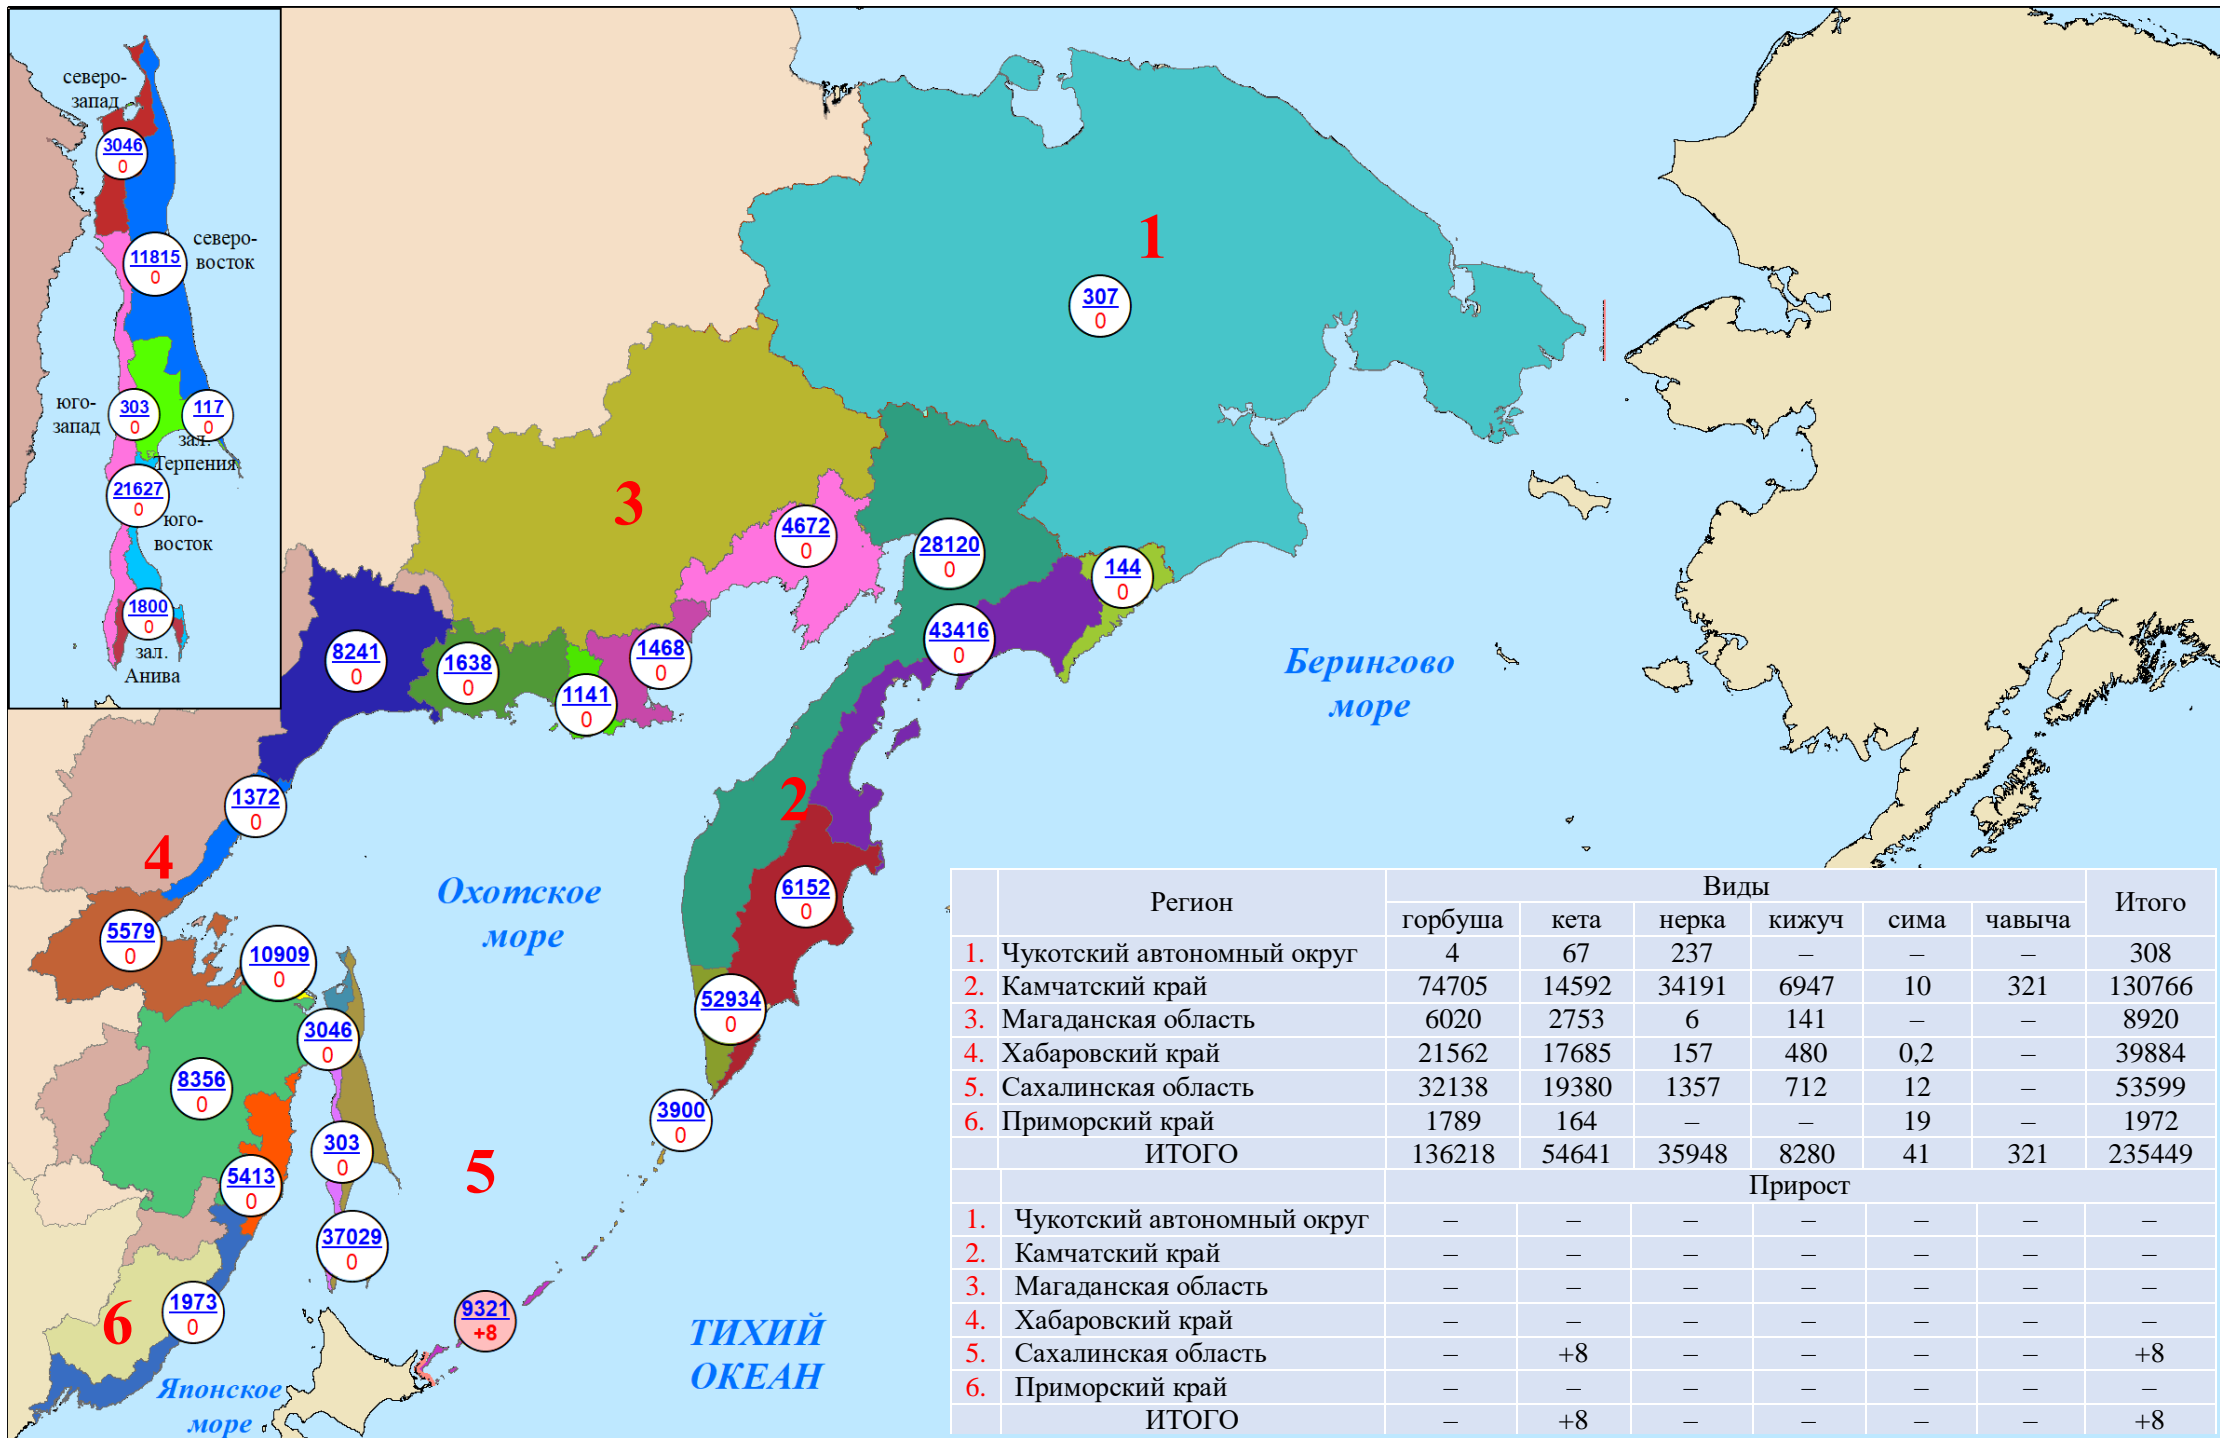 северо-
запад
3046
0
северо-
восток
11815
0
юго-
запад
303
0
117
0
зал.
Терпения
21627
0
юго-
восток
1800
0
зал.
Анива
1
307
0
3
4672
0
28120
0
144
0
43416
0
8241
0
1638
0
1468
0
1141
0
Берингово
море
1372
0
4
2
Охотское
море
6152
0
5579
0
10909
0
52934
0
3046
0
8356
0
3900
0
303
0
5
5413
0
37029
0
6
1973
0
9321
+8
ТИХИЙ
ОКЕАН
Японское
море
Регион Виды Итого
горбуша кета нерка кижуч сима чавыча
1. Чукотский автономный округ 4 67 237 – – – 308
2. Камчатский край 74705 14592 34191 6947 10 321 130766
3. Магаданская область 6020 2753 6 141 – – 8920
4. Хабаровский край 21562 17685 157 480 0,2 – 39884
5. Сахалинская область 32138 19380 1357 712 12 – 53599
6. Приморский край 1789 164 – – 19 – 1972
ИТОГО 136218 54641 35948 8280 41 321 235449
Прирост
1. Чукотский автономный округ – – – – – – –
2. Камчатский край – – – – – – –
3. Магаданская область – – – – – – –
4. Хабаровский край – – – – – – –
5. Сахалинская область – +8 – – – – +8
6. Приморский край – – – – – – –
ИТОГО – +8 – – – – +8